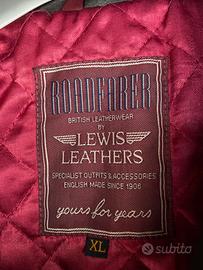 ROADFARER
BRITISH LEATHERWEAR
BY
LEWIS
LEATHERS
SPECIALIST OUTFITS & ACCESSORIES
ENGLISH MADE SINCE 1906
yours for years
XL
subito